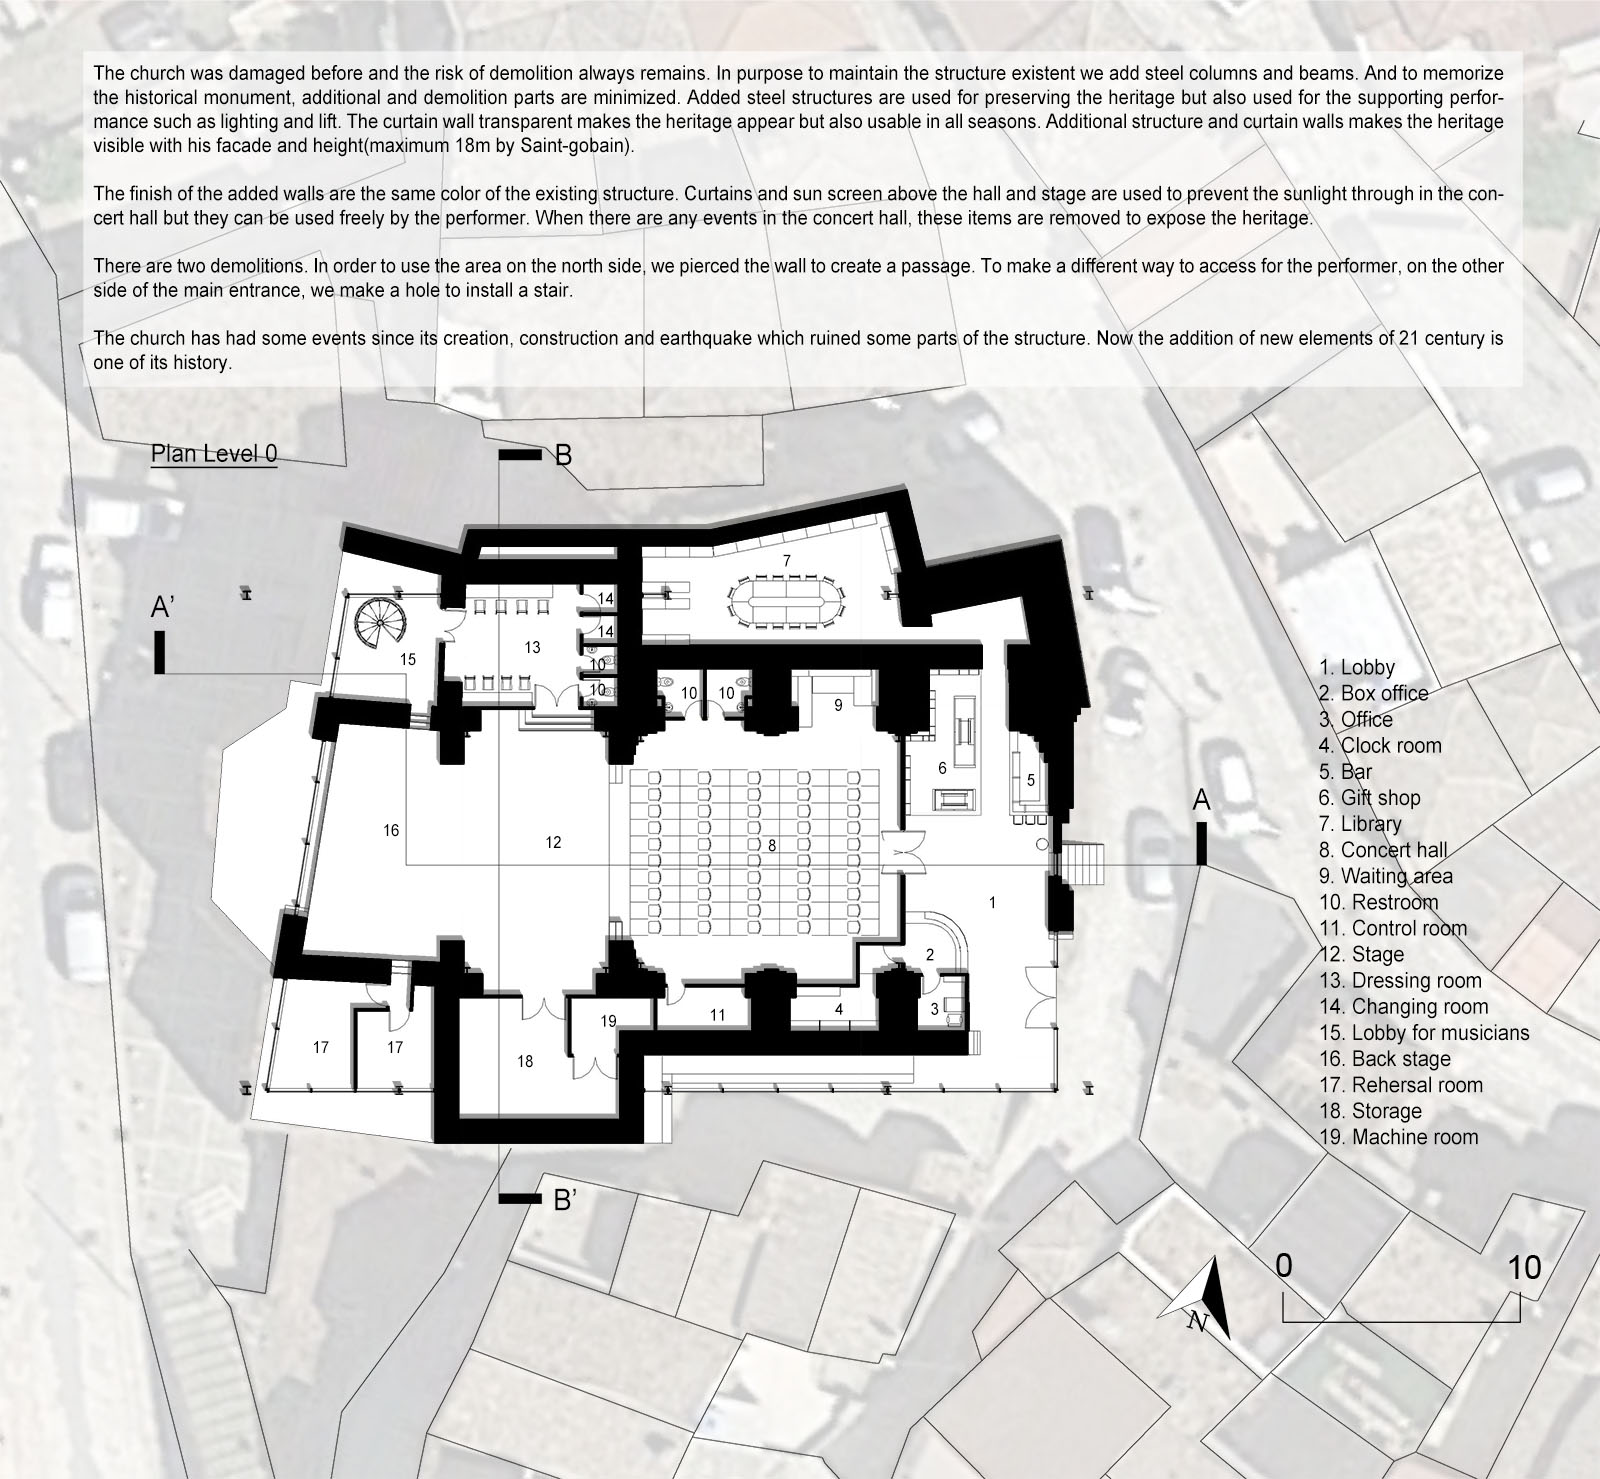 The church was damaged before and the risk of demolition always remains. In purpose to maintain the structure existent we add steel columns and beams. And to memorize
the historical monument, additional and demolition parts are minimized. Added steel structures are used for preserving the heritage but also used for the supporting perfor-
mance such as lighting and lift. The curtain wall transparent makes the heritage appear but also usable in all seasons. Additional structure and curtain walls makes the heritage
visible with his facade and height(maximum 18m by Saint-gobain).
The finish of the added walls are the same color of the existing structure. Curtains and sun screen above the hall and stage are used to prevent the sunlight through in the con-
cert hall but they can be used freely by the performer. When there are any events in the concert hall, these items are removed to expose the heritage.
There are two demolitions. In order to use the area on the north side, we pierced the wall to create a passage. To make a different way to access for the performer, on the other
side of the main entrance, we make a hole to install a stair.
The church has had some events since its creation, construction and earthquake which ruined some parts of the structure. Now the addition of new elements of 21 century is
one of its history.
Plan Level 0
B
A’
7
14
14
13
15
10
10
10
10
9
6
5
A
16
12
8
1
2
3
4
11
19
17
17
18
B’
1. Lobby
2. Box office
3. Office
4. Clock room
5. Bar
6. Gift shop
7. Library
8. Concert hall
9. Waiting area
10. Restroom
11. Control room
12. Stage
13. Dressing room
14. Changing room
15. Lobby for musicians
16. Back stage
17. Rehersal room
18. Storage
19. Machine room
0
10
N